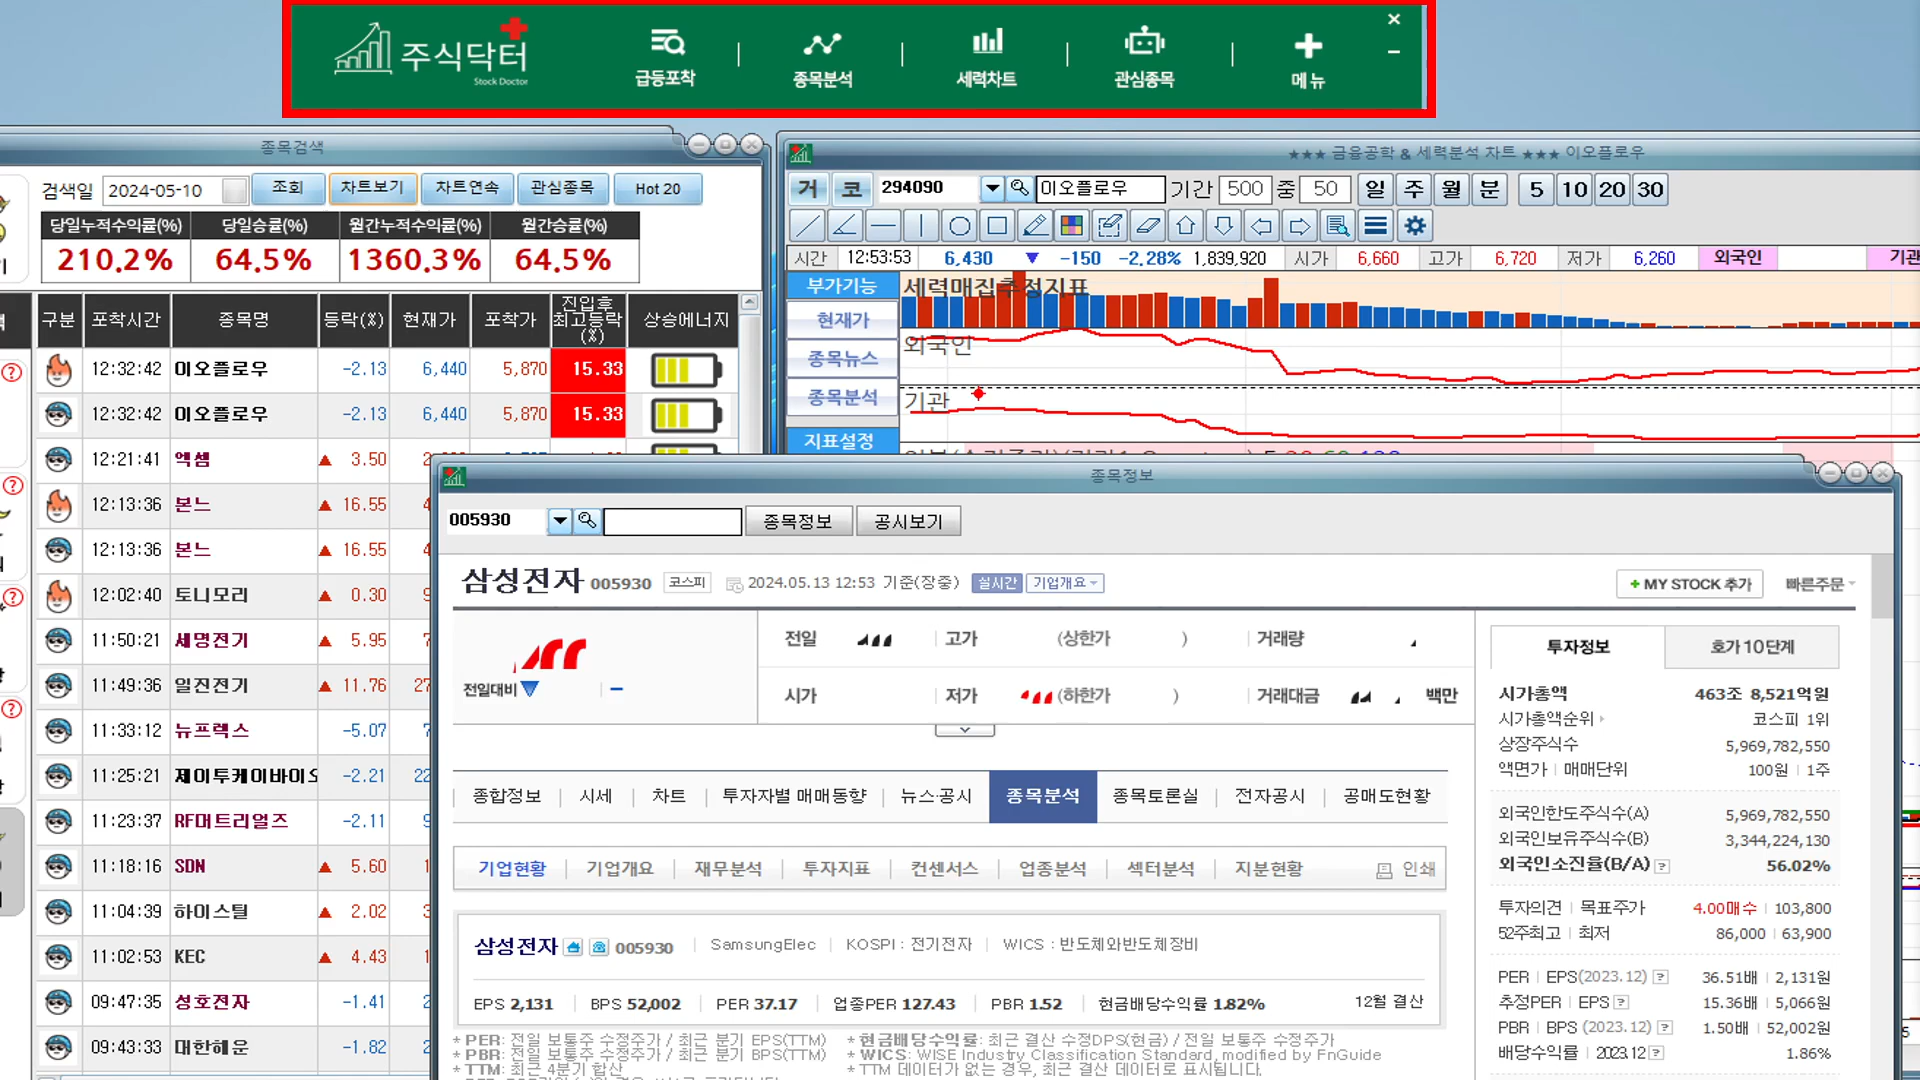 주식닥터
Stock Doctor
급등포착
종목분석
세력차트
관심종목
메뉴
종목검색
검색일 2024-05-10 조회 차트보기 차트연속 관심종목 Hot 20
당일누적수익률(%) 당일승률(%) 월간누적수익률(%) 월간승률(%)
210.2% 64.5% 1360.3% 64.5%
구분 포착시간 종목명 등락(%) 현재가 포착가 진입후 최고등락 (%) 상승에너지
12:32:42 이오플로우 -2.13 6,440 5,870 15.33
12:32:42 이오플로우 -2.13 6,440 5,870 15.33
12:21:41 엑셈 ▲ 3.50
12:13:36 본느 ▲ 16.55
12:13:36 본느 ▲ 16.55
12:02:40 토니모리 ▲ 0.30
11:50:21 세명전기 ▲ 5.95
11:49:36 일진전기 ▲ 11.76
11:33:12 뉴프렉스 -5.07
11:25:21 제이투케이바이오 -2.21
11:23:37 RF머트리얼즈 -2.11
11:18:16 SDN ▲ 5.60
11:04:39 하이스틸 ▲ 2.02
11:02:53 KEC ▲ 4.43
09:47:35 성호전자 -1.41
09:43:33 대한해운 -1.82
★★★ 금융공학 & 세력분석 차트 ★★★ 이오플로우
거 코 294090 이오플로우 기간 500 중 50 일 주 월 분 5 10 20 30
시간 12:53:53 6,430 ▼ -150 -2.28% 1,839,920 시가 6,660 고가 6,720 저가 6,260 외국인 기관
부가기능
현재가
종목뉴스
종목분석
지표설정
세력매집추정지표
외국인
기관
종목정보
005930 종목정보 공시보기
삼성전자 005930 코스피 2024.05.13 12:53 기준(장중) 실시간 기업개요
+ MY STOCK 추가 빠른주문
전일 고가 (상한가 ) 거래량
전일대비 ▼
시가 저가 (하한가 ) 거래대금 백만
종합정보 시세 차트 투자자별 매매동향 뉴스·공시 종목분석 종목토론실 전자공시 공매도현황
기업현황 기업개요 재무분석 투자지표 컨센서스 업종분석 섹터분석 지분현황 인쇄
삼성전자 005930 SamsungElec KOSPI : 전기전자 WICS : 반도체와반도체장비
EPS 2,131 BPS 52,002 PER 37.17 업종PER 127.43 PBR 1.52 현금배당수익률 1.82% 12월 결산
* PER: 전일 보통주 수정주가 / 최근 분기 EPS(TTM) * 현금배당수익률: 최근 결산 수정DPS(현금) / 전일 보통주 수정주가
* PBR: 전일 보통주 수정주가 / 최근 분기 BPS(TTM) * WICS: WISE Industry Classification Standard, modified by FnGuide
* TTM: 최근 4분기 합산 * TTM 데이터가 없는 경우, 최근 결산 데이터로 표시됩니다.
투자정보 호가 10단계
시가총액 463조 8,521억원
시가총액순위 코스피 1위
상장주식수 5,969,782,550
액면가 매매단위 100원 1주
외국인한도주식수(A) 5,969,782,550
외국인보유주식수(B) 3,344,224,130
외국인소진율(B/A) ? 56.02%
투자의견 목표주가 4.00매수 103,800
52주최고 최저 86,000 63,900
PER EPS(2023.12) ? 36.51배 2,131원
추정PER EPS ? 15.36배 5,066원
PBR BPS (2023.12) ? 1.50배 52,002원
배당수익률 2023.12 ? 1.86%